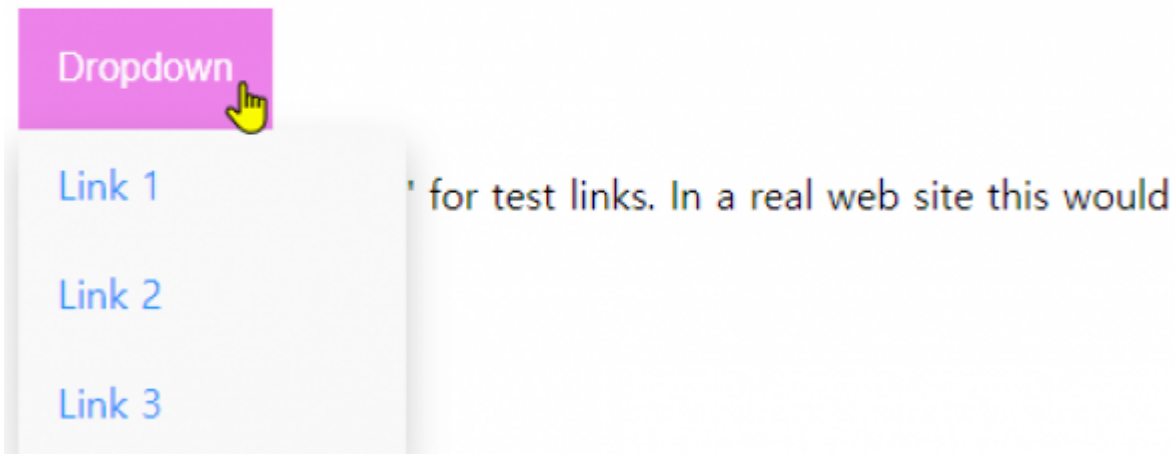 Dropdown
Link 1
' for test links. In a real web site this would
Link 2
Link 3